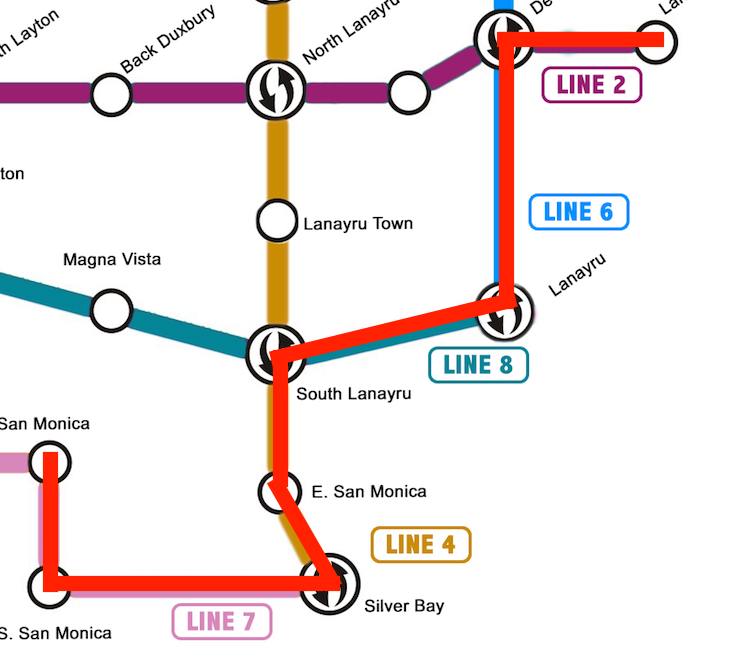 Layton
Back Duxbury
North Lanayru
De
Lan
LINE 2
ton
LINE 6
Lanayru Town
Magna Vista
Lanayru
LINE 8
South Lanayru
San Monica
E. San Monica
LINE 4
Silver Bay
LINE 7
S. San Monica